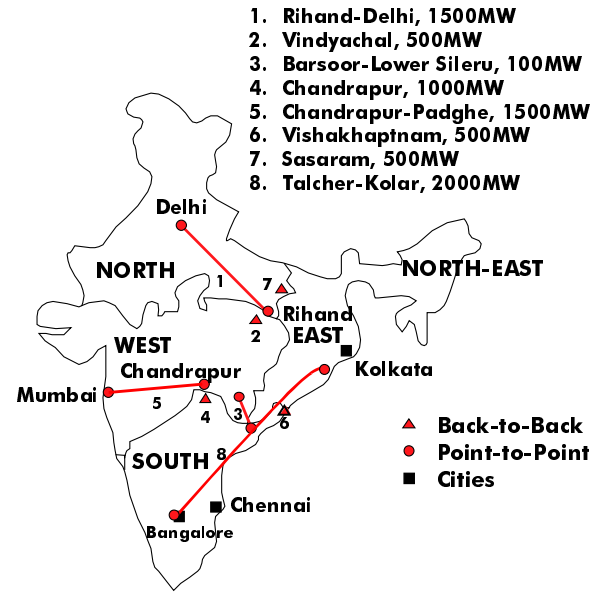 1. Rihand-Delhi, 1500MW
2. Vindyachal, 500MW
3. Barsoor-Lower Sileru, 100MW
4. Chandrapur, 1000MW
5. Chandrapur-Padghe, 1500MW
6. Vishakhaptnam, 500MW
7. Sasaram, 500MW
8. Talcher-Kolar, 2000MW
Delhi
NORTH
1
7
NORTH-EAST
Rihand
2
EAST
WEST
Chandrapur
Kolkata
Mumbai
5
4
3
6
Back-to-Back
Point-to-Point
Cities
SOUTH
8
Chennai
Bangalore